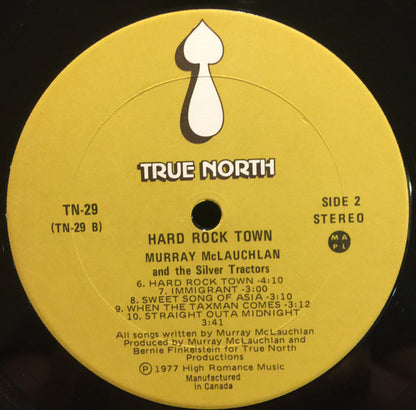 TRUE NORTH
TN-29
(TN-29 B)
SIDE 2
STEREO
M A
P L
HARD ROCK TOWN
MURRAY McLAUCHLAN
and the Silver Tractors
6. HARD ROCK TOWN -4:10
7. IMMIGRANT -3:00
8. SWEET SONG OF ASIA -3:10
9. WHEN THE TAXMAN COMES -3:12
10. STRAIGHT OUTA MIDNIGHT
3:41
All songs written by Murray McLauchlan
Produced by Murray McLauchlan and
Bernie Finkelstein for True North
Productions
Ⓟ 1977 High Romance Music
Manufactured
in Canada